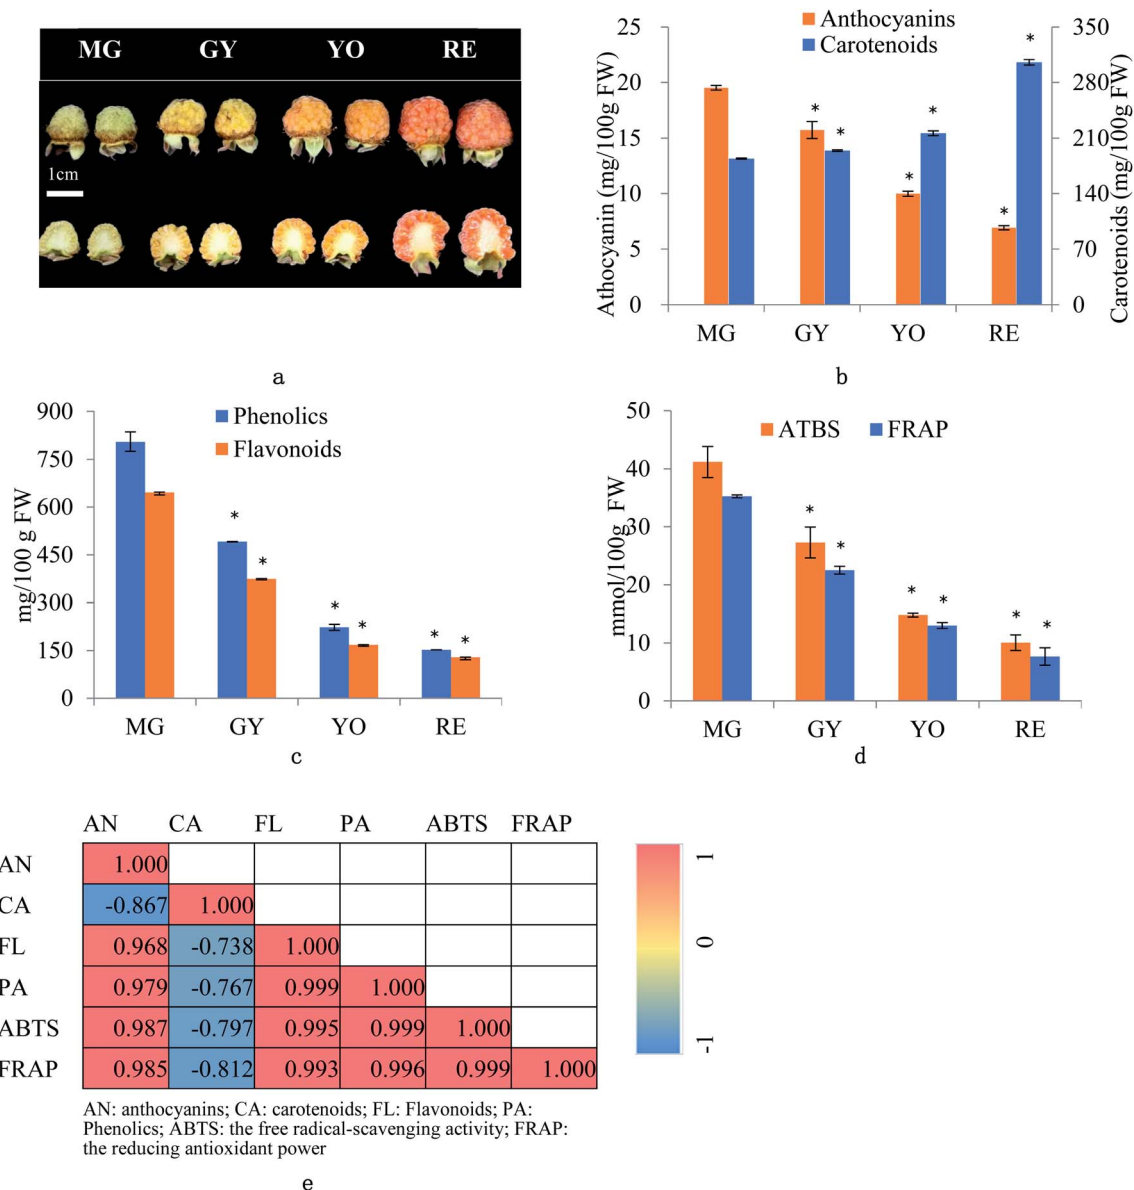 MG GY YO RE
1cm
a
Anthocyanins
Carotenoids
Athocyanin (mg/100g FW)
25
20
15
10
5
0
350
280
210
140
70
0
Carotenoids (mg/100g FW)
* * * * * *
MG GY YO RE
b
Phenolics
Flavonoids
mg/100 g FW
900
750
600
450
300
150
0
* * * * * *
MG GY YO RE
c
ATBS FRAP
mmol/100g FW
50
40
30
20
10
0
* * * * * *
MG GY YO RE
d
AN CA FL PA ABTS FRAP
AN 1.000
CA -0.867 1.000
FL 0.968 -0.738 1.000
PA 0.979 -0.767 0.999 1.000
ABTS 0.987 -0.797 0.995 0.999 1.000
FRAP 0.985 -0.812 0.993 0.996 0.999 1.000
1
0
-1
AN: anthocyanins; CA: carotenoids; FL: Flavonoids; PA:
Phenolics; ABTS: the free radical-scavenging activity; FRAP:
the reducing antioxidant power
e